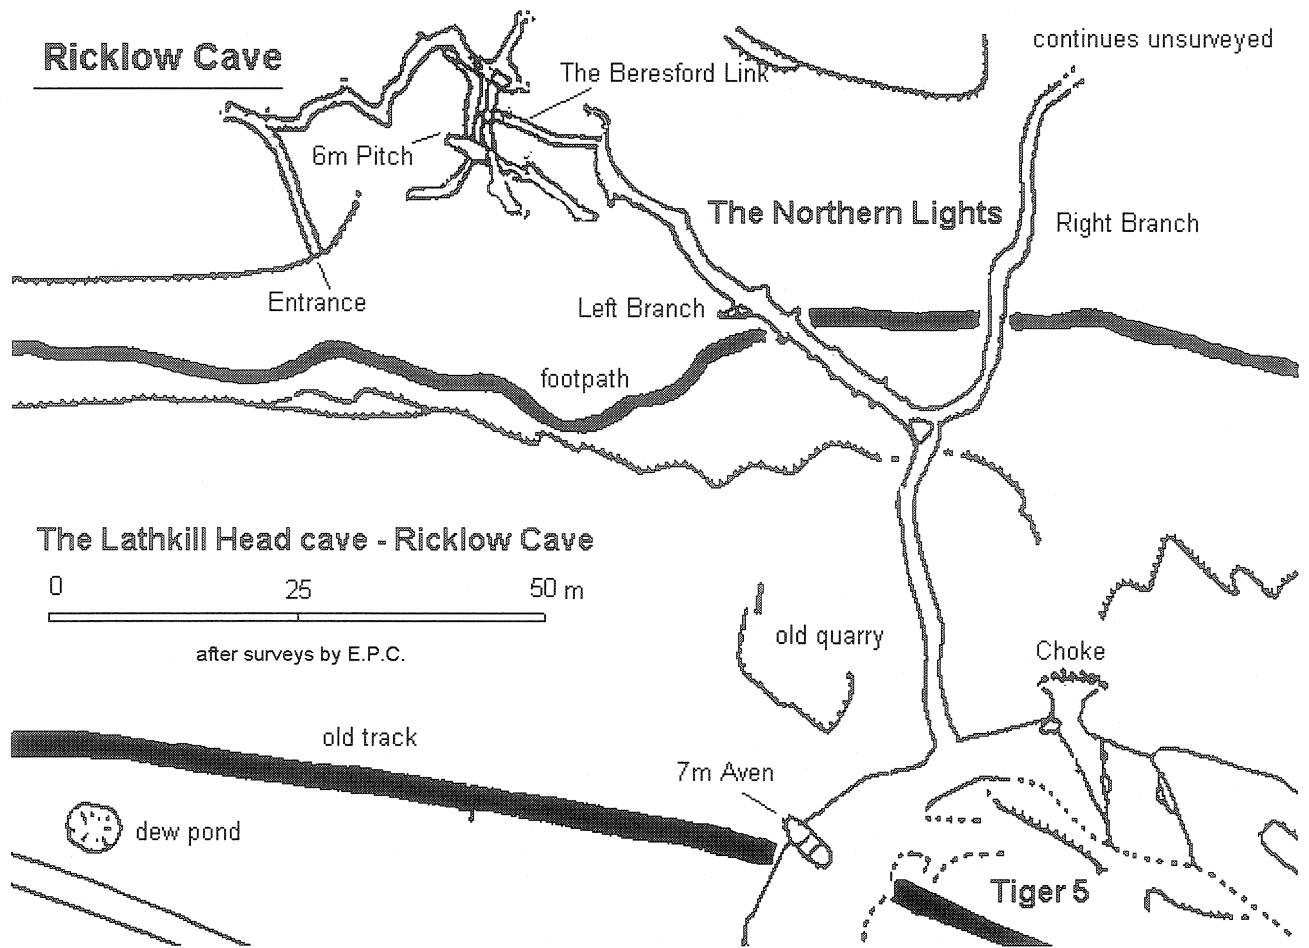 continues unsurveyed
Ricklow Cave
The Beresford Link
6m Pitch
The Northern Lights
Right Branch
Entrance
Left Branch
footpath
The Lathkill Head cave - Ricklow Cave
0 25 50 m
after surveys by E.P.C.
old quarry
Choke
old track
7m Aven
dew pond
Tiger 5